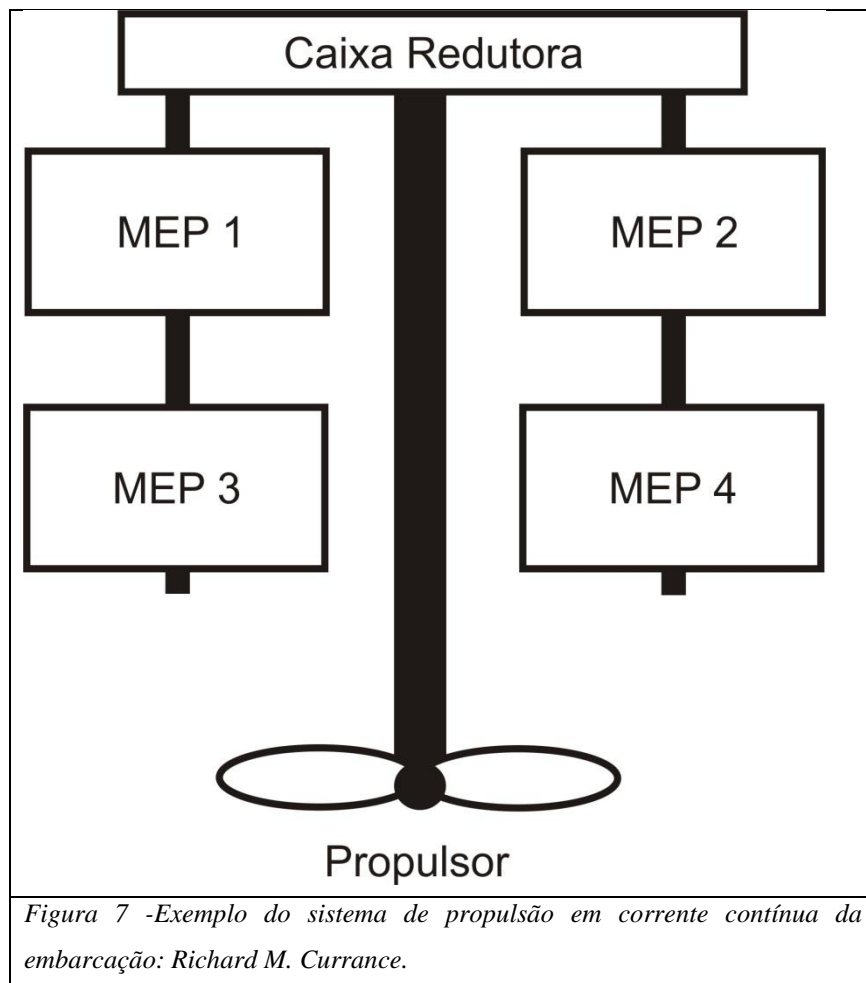 Caixa Redutora
MEP 1
MEP 2
MEP 3
MEP 4
Propulsor
Figura 7 -Exemplo do sistema de propulsão em corrente contínua da
embarcação: Richard M. Currance.